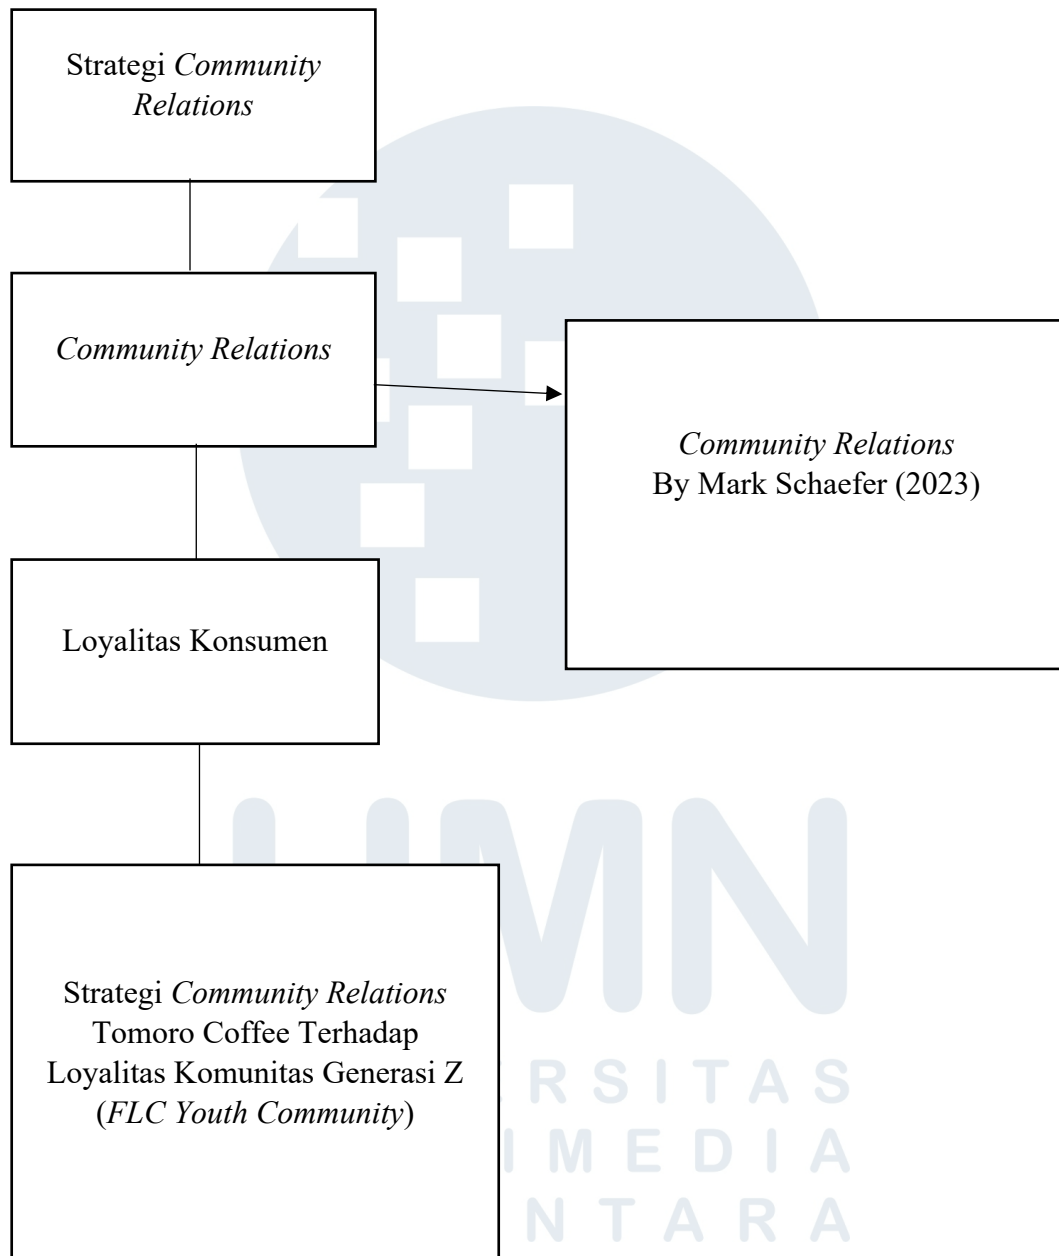 Strategi Community
Relations
Community Relations
Community Relations
By Mark Schaefer (2023)
Loyalitas Konsumen
Strategi Community Relations
Tomoro Coffee Terhadap
Loyalitas Komunitas Generasi Z
(FLC Youth Community)
UMN
RSITAS
IMEDIA
NTARA